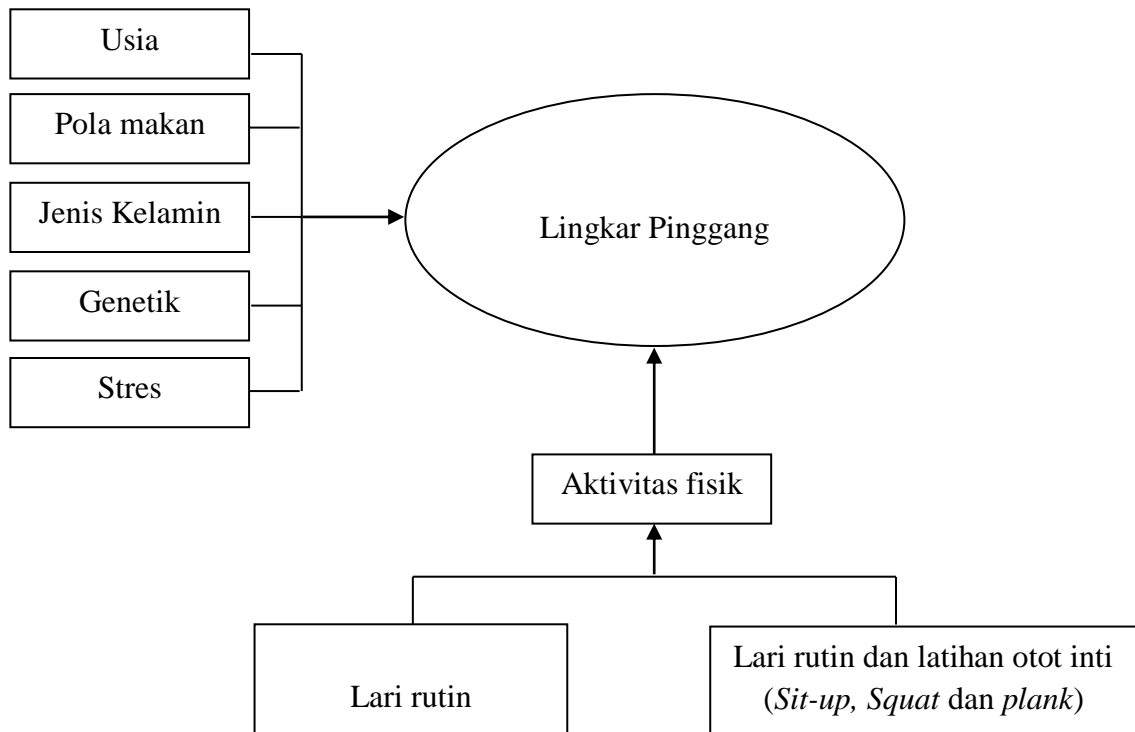 Usia
Pola makan
Jenis Kelamin
Genetik
Stres
Lingkar Pinggang
Aktivitas fisik
Lari rutin
Lari rutin dan latihan otot inti
(Sit-up, Squat dan plank)